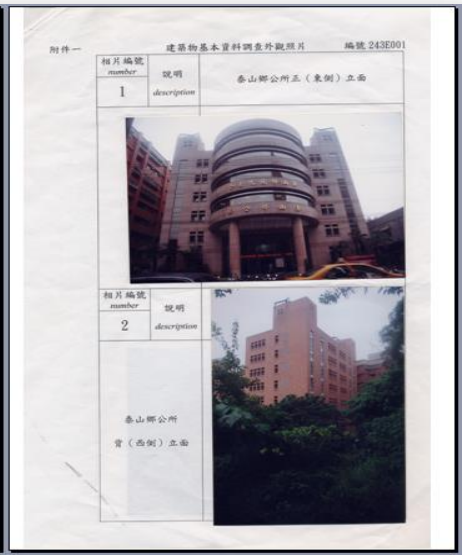 附件一
建築物基本資料調查外觀照片
編號 243E001
相片編號
number
1
說明
description
泰山鄉公所正（東側）立面
相片編號
number
2
說明
description
泰山鄉公所
背（西側）立面